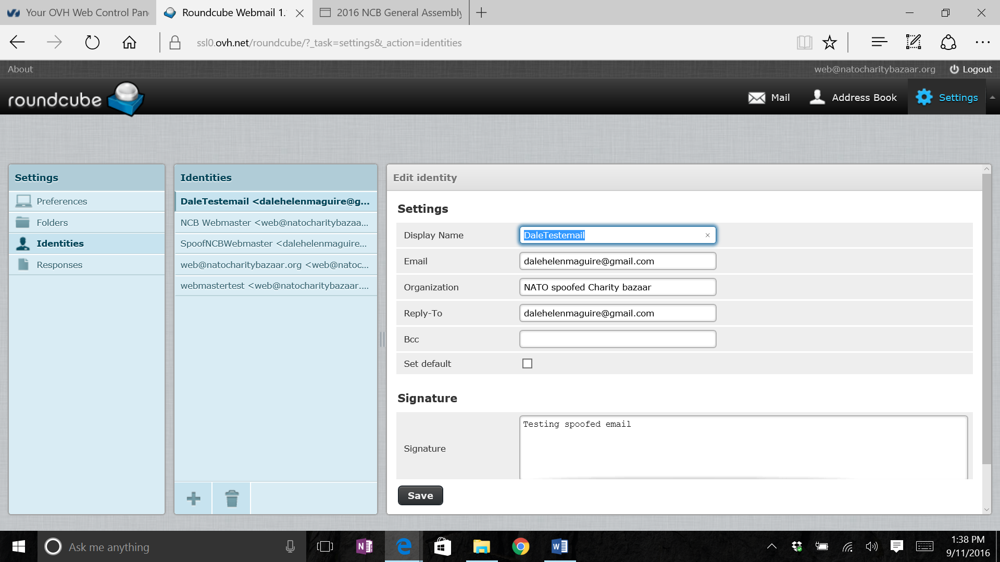 Your OVH Web Control Pan
Roundcube Webmail 1.
2016 NCB General Assembly
ssl0.ovh.net/roundcube/?_task=settings&_action=identities
About
web@natocharitybazaar.org
Logout
roundcube
Mail
Address Book
Settings
Settings
Preferences
Folders
Identities
Responses
Identities
DaleTestemail <dalehelenmaguire@g...
NCB Webmaster <web@natocharitybazaa...
SpoofNCBWebmaster <dalehelenmaguire...
web@natocharitybazaar.org <web@natoc...
webmastertest <web@natocharitybazaar....
Edit identity
Settings
Display Name DaleTestemail
Email dalehelenmaguire@gmail.com
Organization NATO spoofed Charity bazaar
Reply-To dalehelenmaguire@gmail.com
Bcc
Set default
Signature
Signature Testing spoofed email
Save
Ask me anything
1:38 PM
9/11/2016